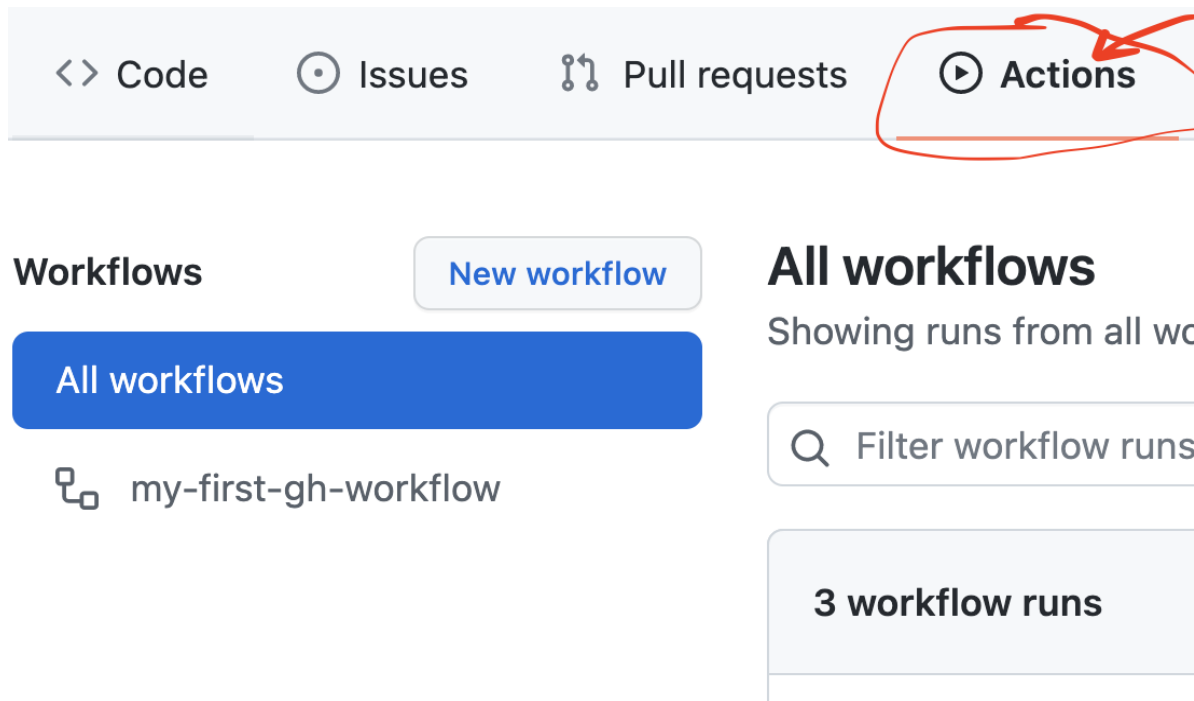 Code Issues Pull requests Actions
Workflows New workflow
All workflows
my-first-gh-workflow
All workflows
Showing runs from all
Filter workflow runs
3 workflow runs